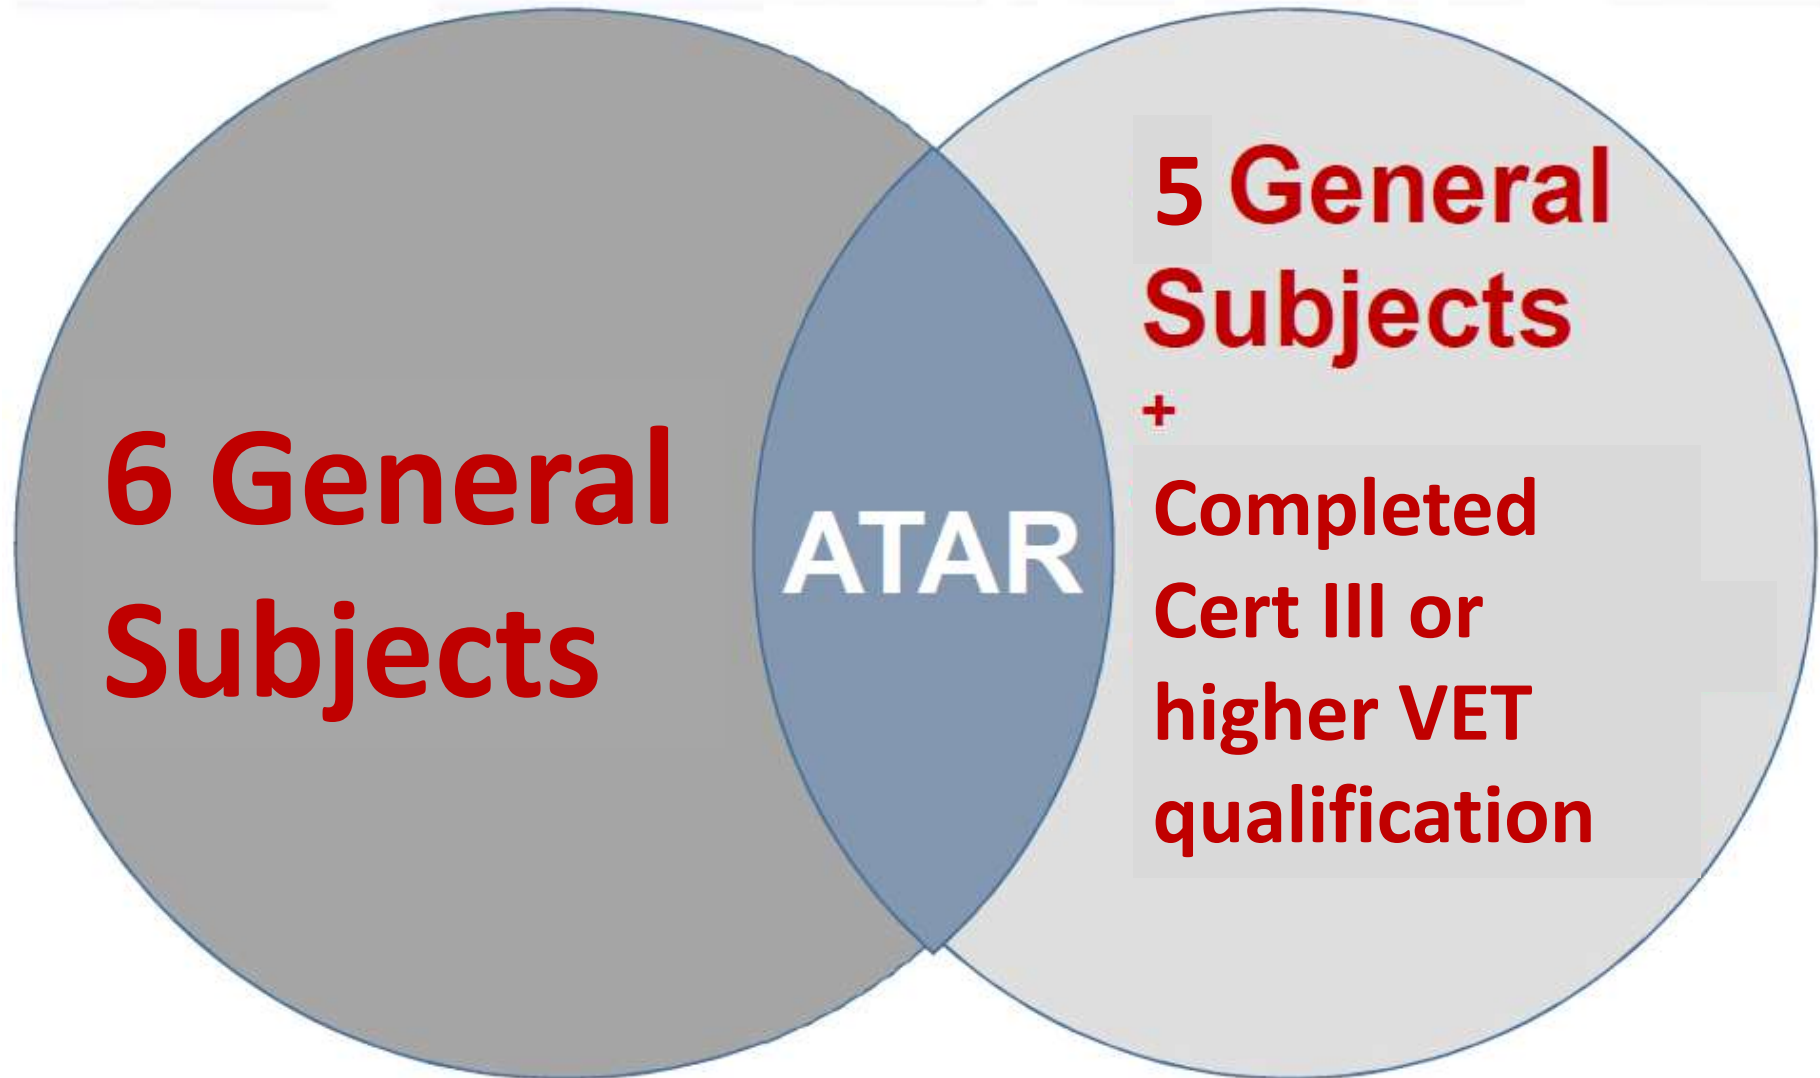 6 General
Subjects
ATAR
5 General
Subjects
+
Completed
Cert III or
higher VET
qualification